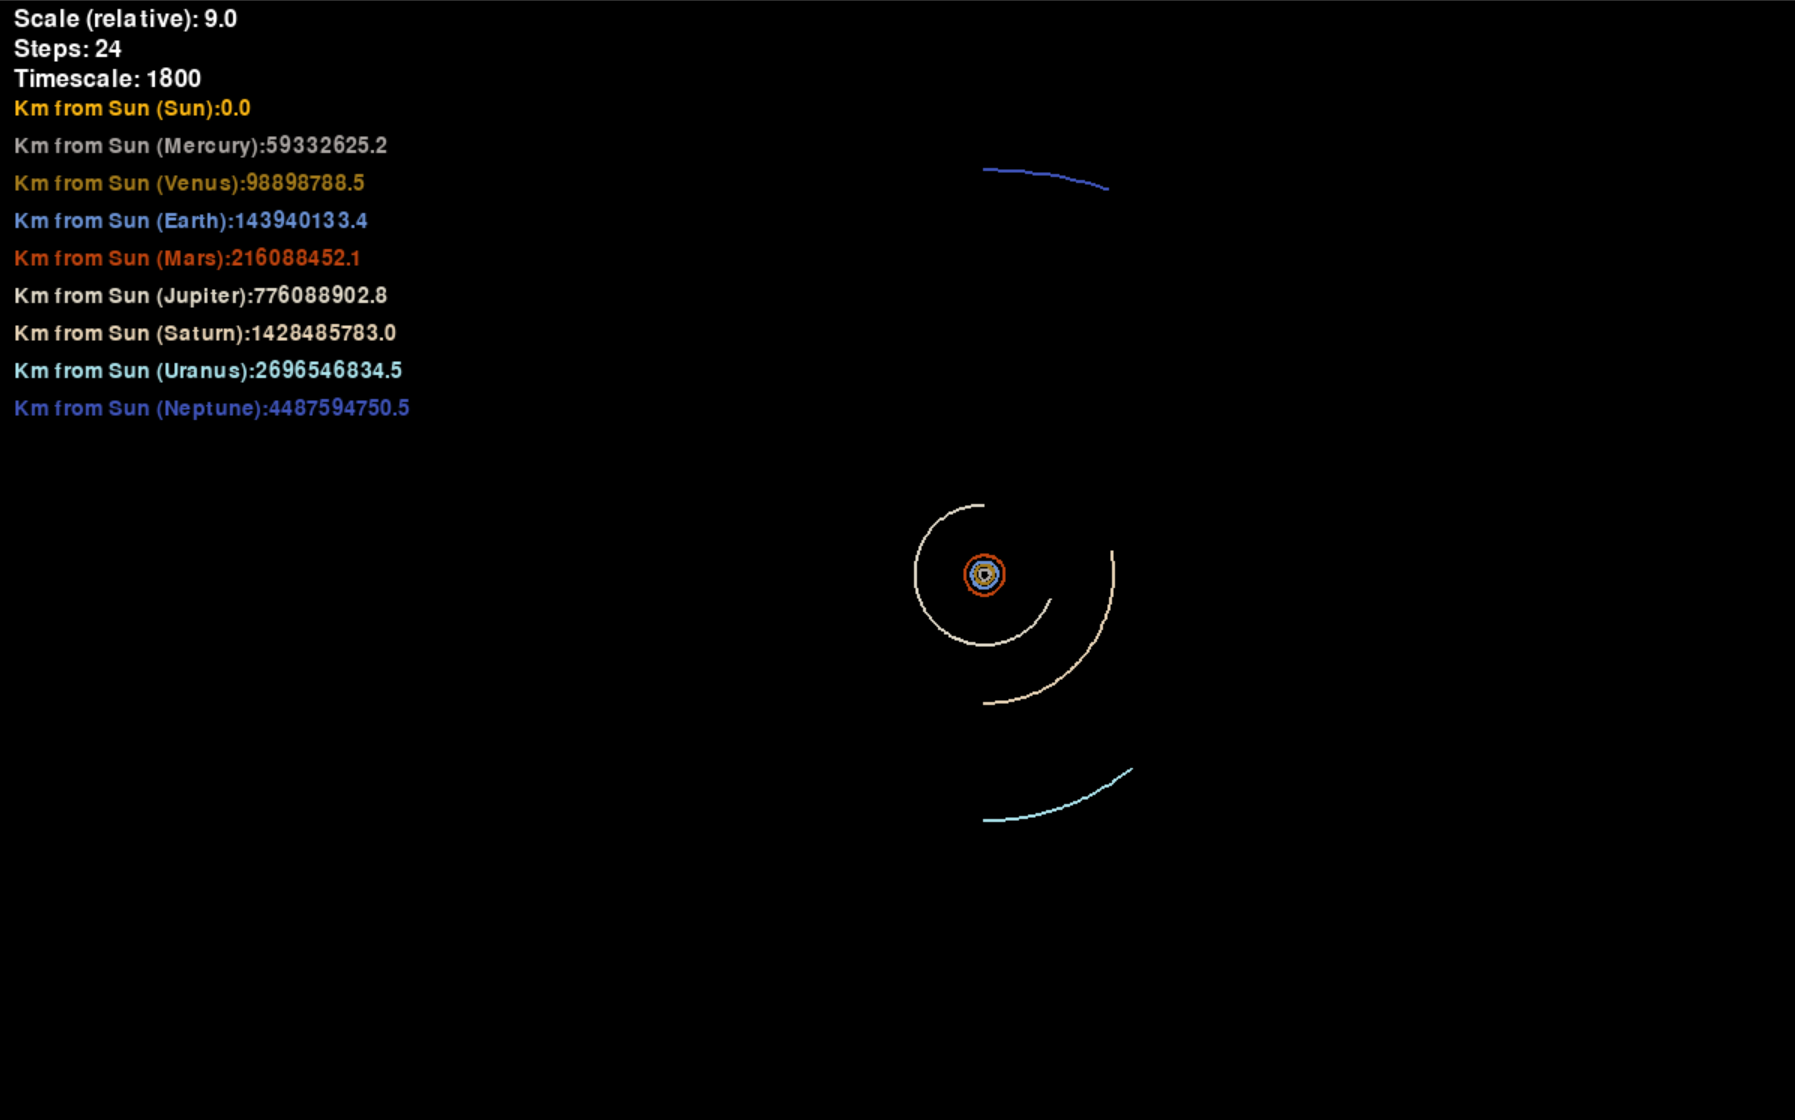 Scale (relative): 9.0
Steps: 24
Timescale: 1800
Km from Sun (Sun):0.0
Km from Sun (Mercury):59332625.2
Km from Sun (Venus):98898788.5
Km from Sun (Earth):143940133.4
Km from Sun (Mars):216088452.1
Km from Sun (Jupiter):776088902.8
Km from Sun (Saturn):1428485783.0
Km from Sun (Uranus):2696546834.5
Km from Sun (Neptune):4487594750.5